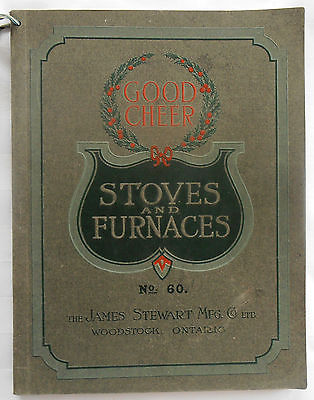 GOOD
CHEER
STOVES
AND
FURNACES
No. 60.
THE JAMES STEWART MFG. Co. LTD.
WOODSTOCK, ONTARIO